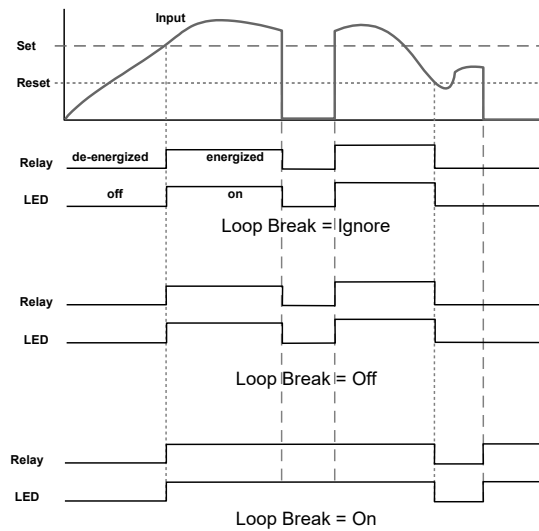 Input
Set
Reset
de-energized energized
Relay
off on
LED
Loop Break = Ignore
Relay
LED
Loop Break = Off
Relay
LED
Loop Break = On